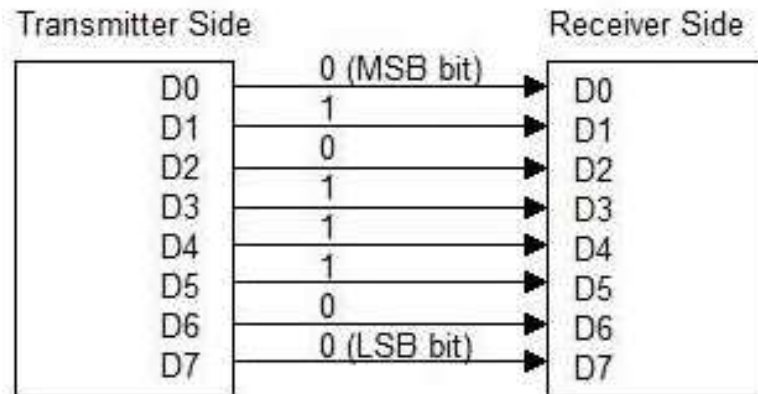 Transmitter Side Receiver Side
0 (MSB bit)
D0 D0
1
D1 D1
0
D2 D2
1
D3 D3
1
D4 D4
1
D5 D5
0
D6 D6
0 (LSB bit)
D7 D7